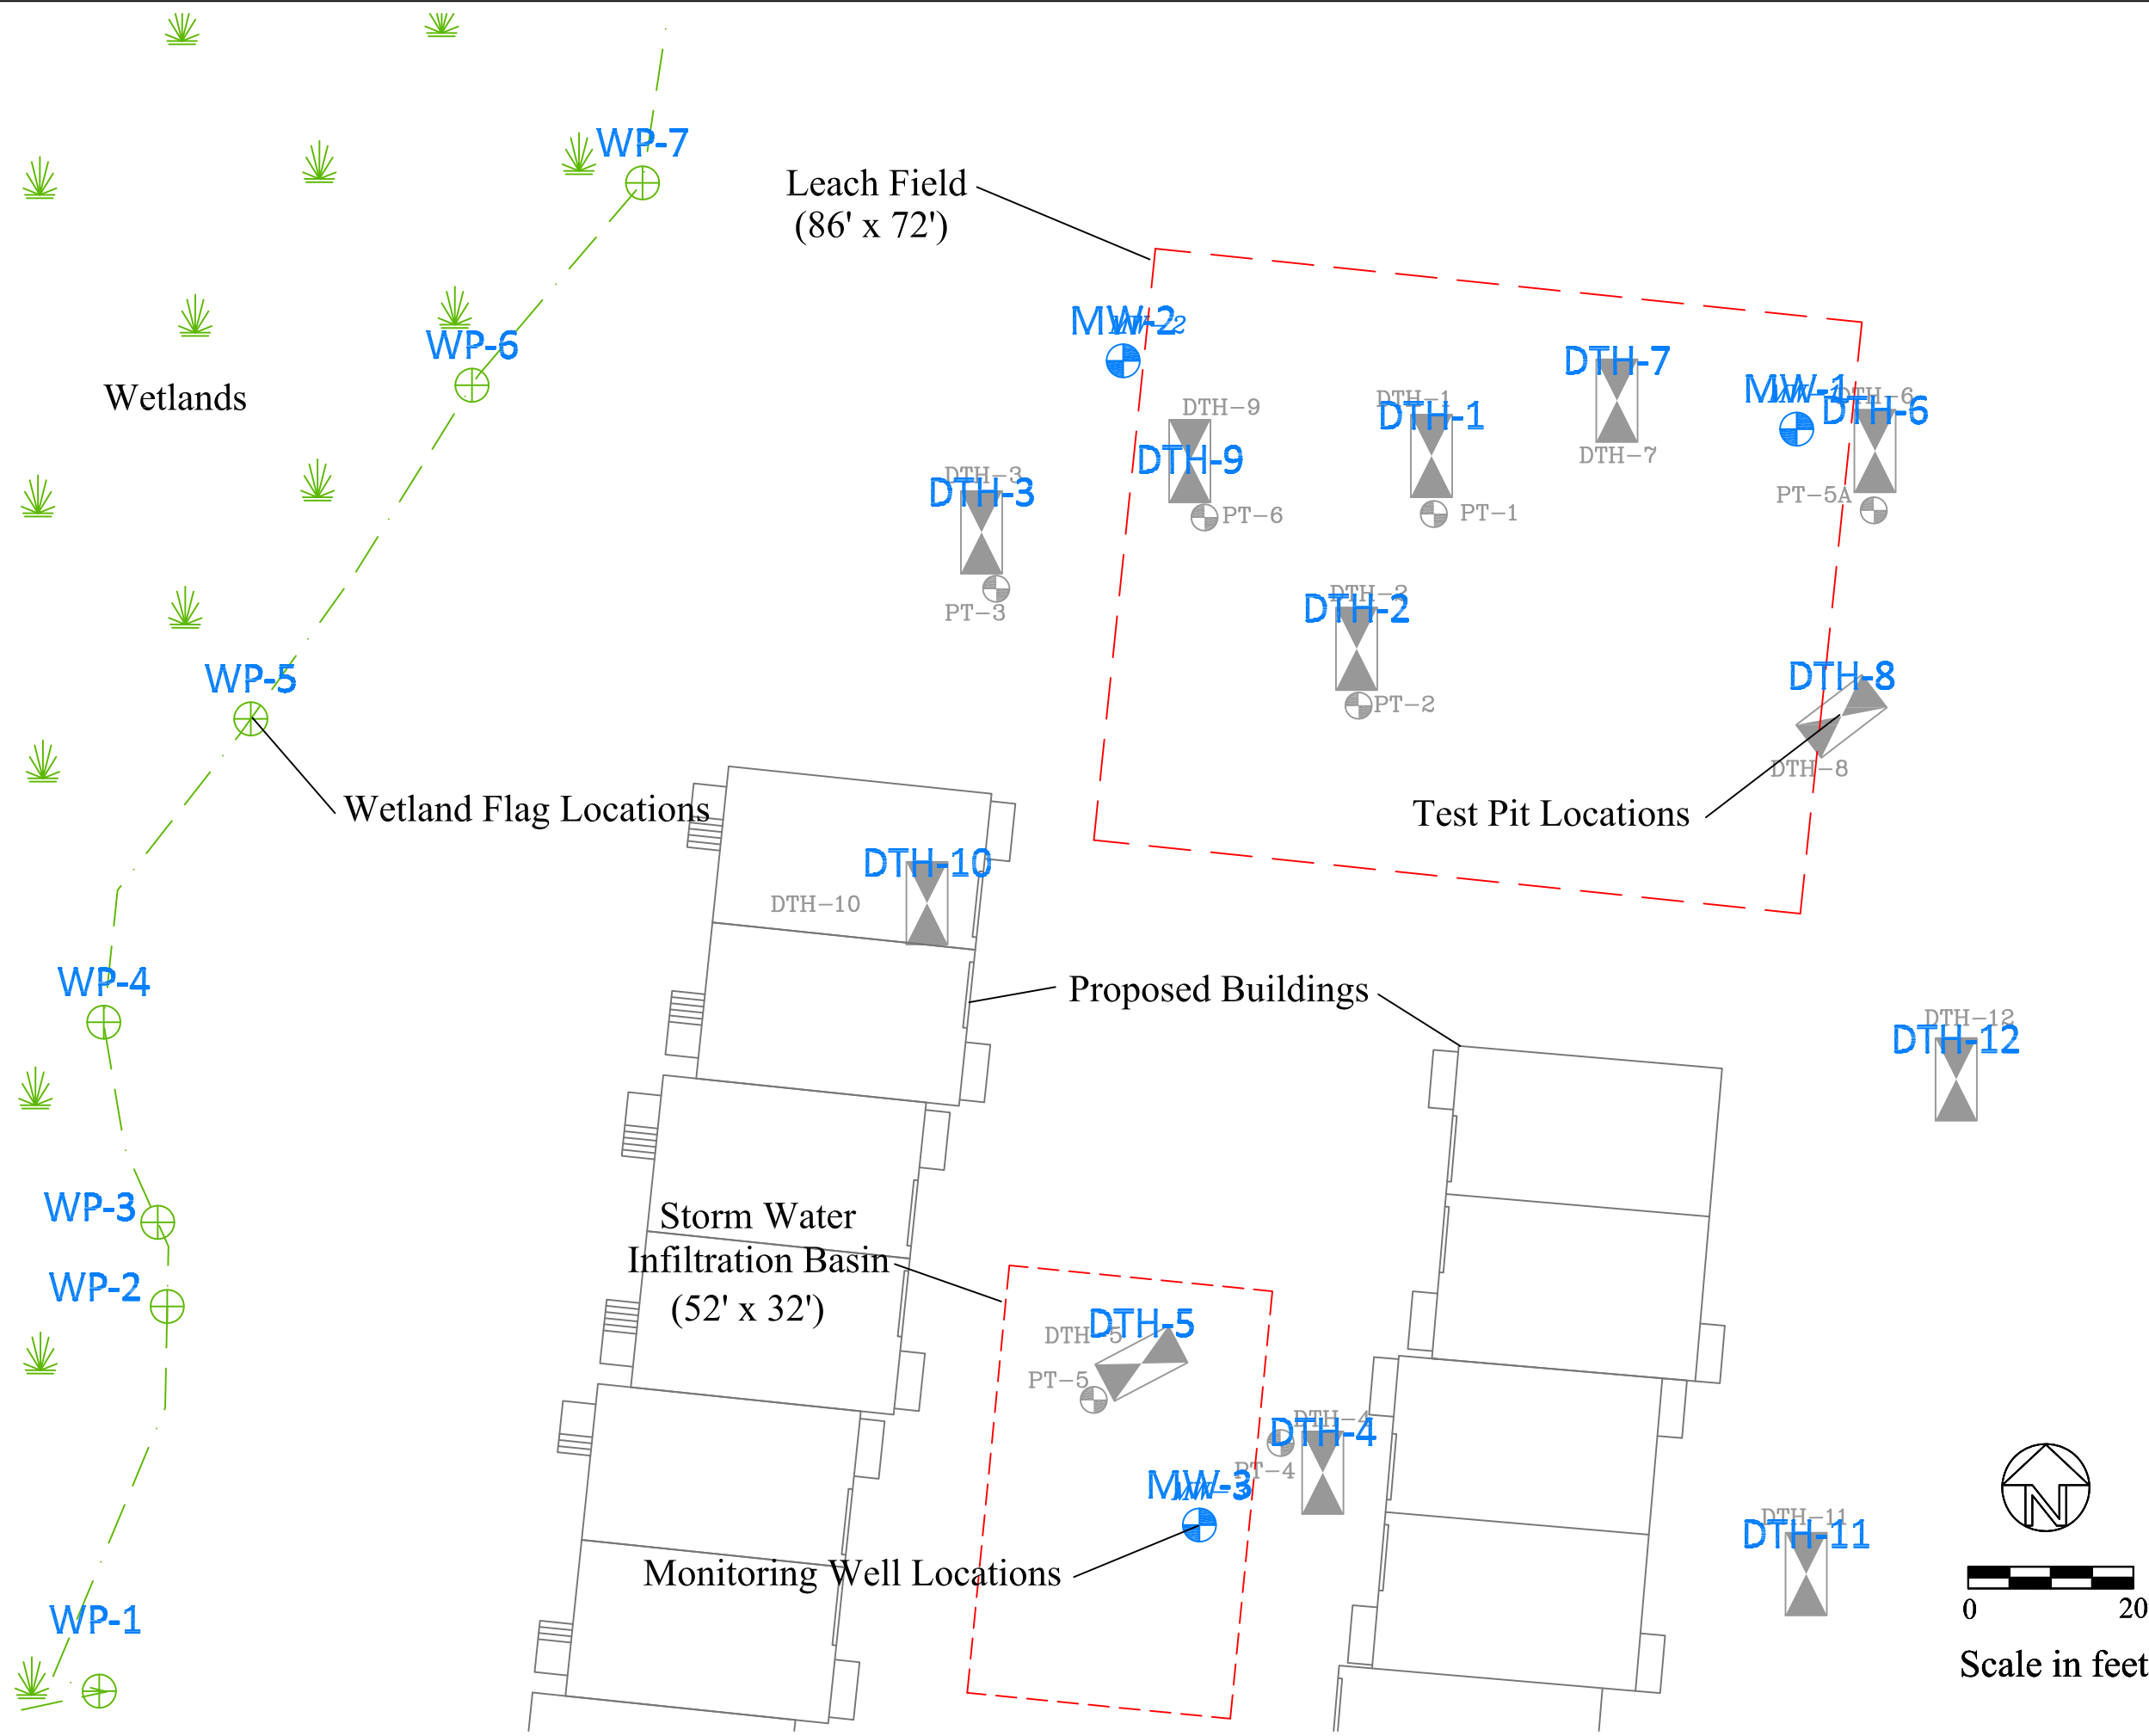 WP-7
Leach Field
(86' x 72')
MW-2
WP-6
DTH-7
MW-1
DTH-6
DTH-6
Wetlands
DTH-9
DTH-1
DTH-1
DTH-9
DTH-7
DTH-3
DTH-3
PT-5A
PT-6
PT-1
DTH-2
PT-3
WP-5
DTH-8
PT-2
DTH-8
Wetland Flag Locations
Test Pit Locations
DTH-10
DTH-10
WP-4
Proposed Buildings
DTH-12
DTH-12
WP-3
Storm Water
Infiltration Basin
(52' x 32')
WP-2
DTH-5
DTH-5
PT-5
DTH-4
DTH-4
PT-4
MW-3
DTH-11
DTH-11
Monitoring Well Locations
WP-1
N
0 20
Scale in feet